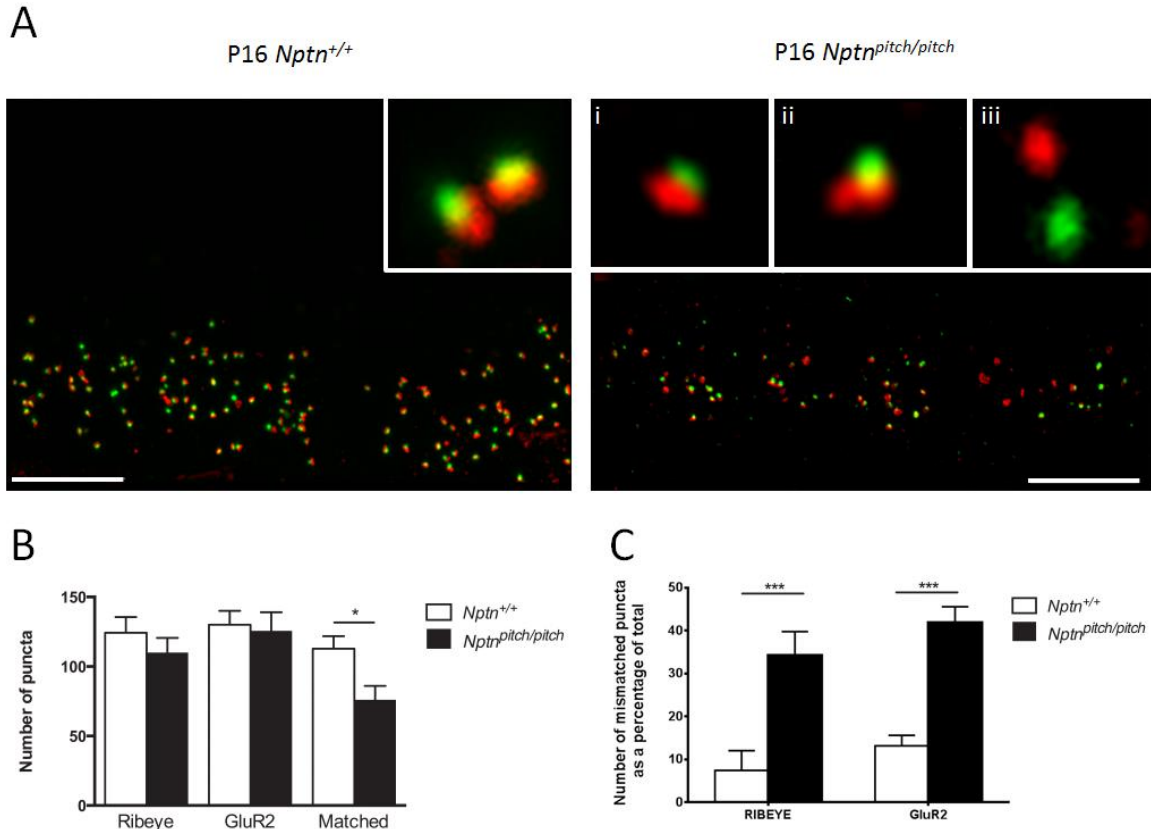 A
P16 Nptn+/+
P16 Nptnpitch/pitch
i
ii
iii
B
Number of puncta
150
100
50
0
*
Ribeye
GluR2
Matched
Nptn+/+
Nptnpitch/pitch
C
Number of mismatched puncta
as a percentage of total
50
40
30
20
10
0
***
***
RIBEYE
GluR2
Nptn+/+
Nptnpitch/pitch